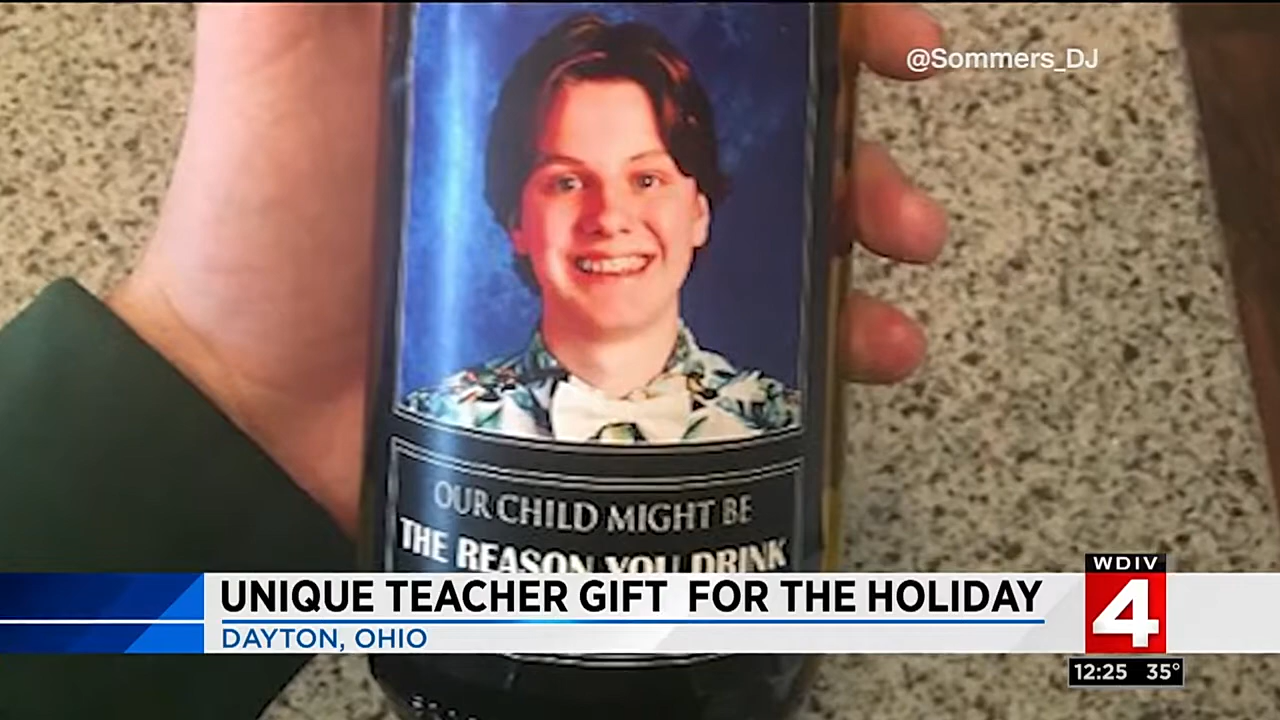 @Sommers_DJ
OUR CHILD MIGHT BE
THE REASON YOU DRINK
UNIQUE TEACHER GIFT FOR THE HOLIDAY
DAYTON, OHIO
WDIV
4
12:25 35°